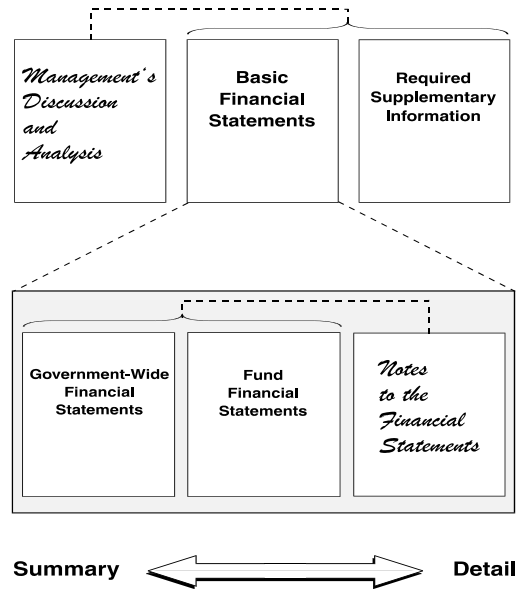 Management's
Discussion
and
Analysis
Basic
Financial
Statements
Required
Supplementary
Information
Government-Wide
Financial
Statements
Fund
Financial
Statements
Notes
to the
Financial
Statements
Summary
Detail